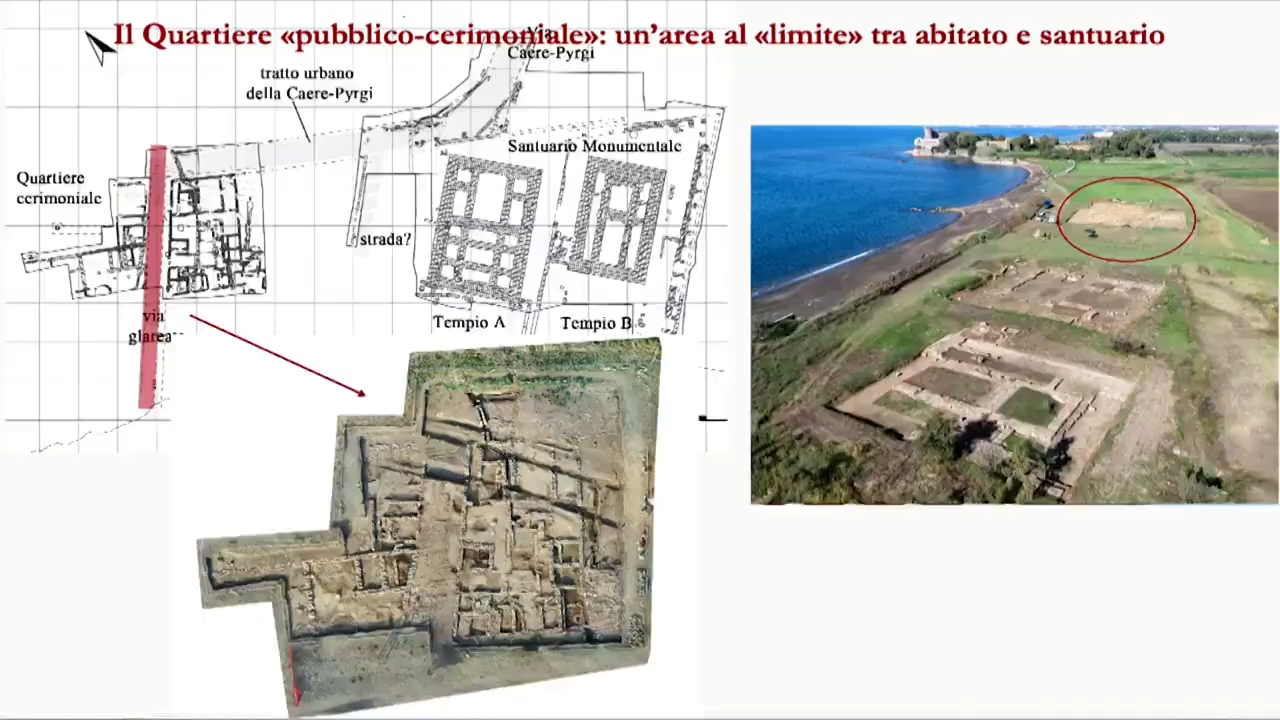 Il Quartiere «pubblico-cerimoniale»: un'area al «limite» tra abitato e santuario
Via
Caere-Pyrgi
tratto urbano
della Caere-Pyrgi
Santuario Monumentale
Quartiere
cerimoniale
strada?
via
glarea
Tempio A
Tempio B